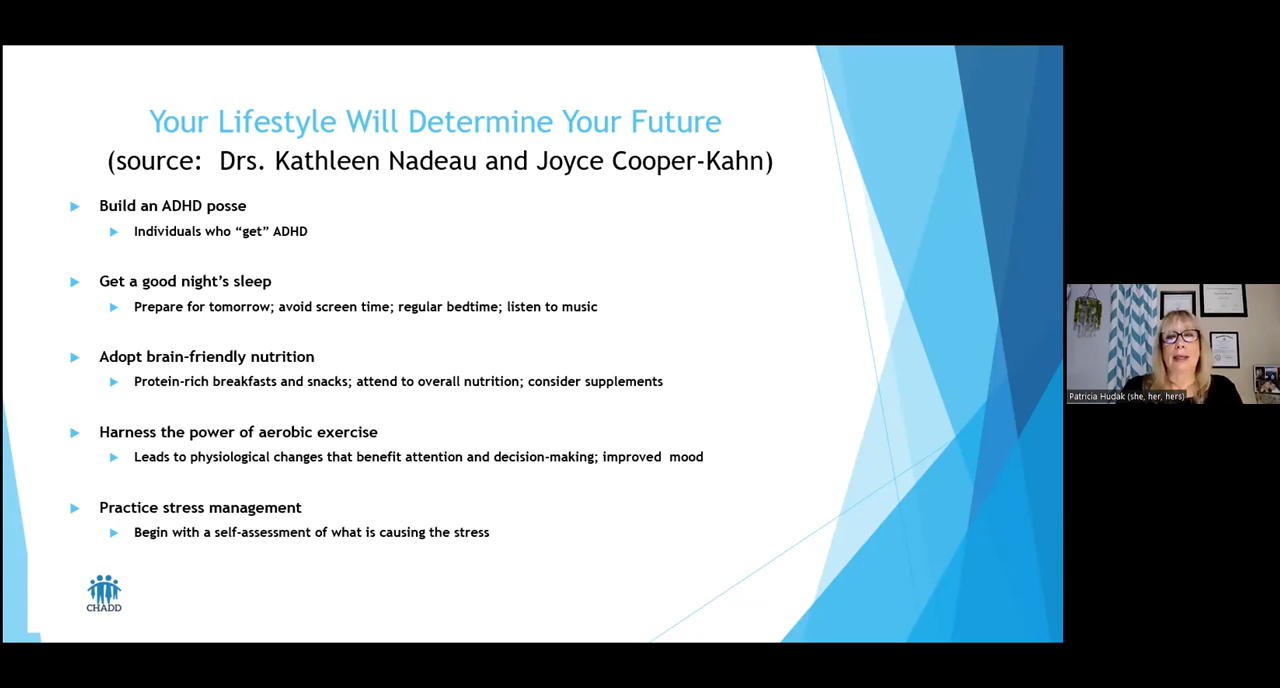 Your Lifestyle Will Determine Your Future
(source:  Drs. Kathleen Nadeau and Joyce Cooper-Kahn)
Build an ADHD posse
Individuals who “get” ADHD
Get a good night’s sleep
Prepare for tomorrow; avoid screen time; regular bedtime; listen to music
Adopt brain-friendly nutrition
Protein-rich breakfasts and snacks; attend to overall nutrition; consider supplements
Harness the power of aerobic exercise
Leads to physiological changes that benefit attention and decision-making; improved  mood
Practice stress management
Begin with a self-assessment of what is causing the stress
CHADD
Patricia Hudak (she, her, hers)